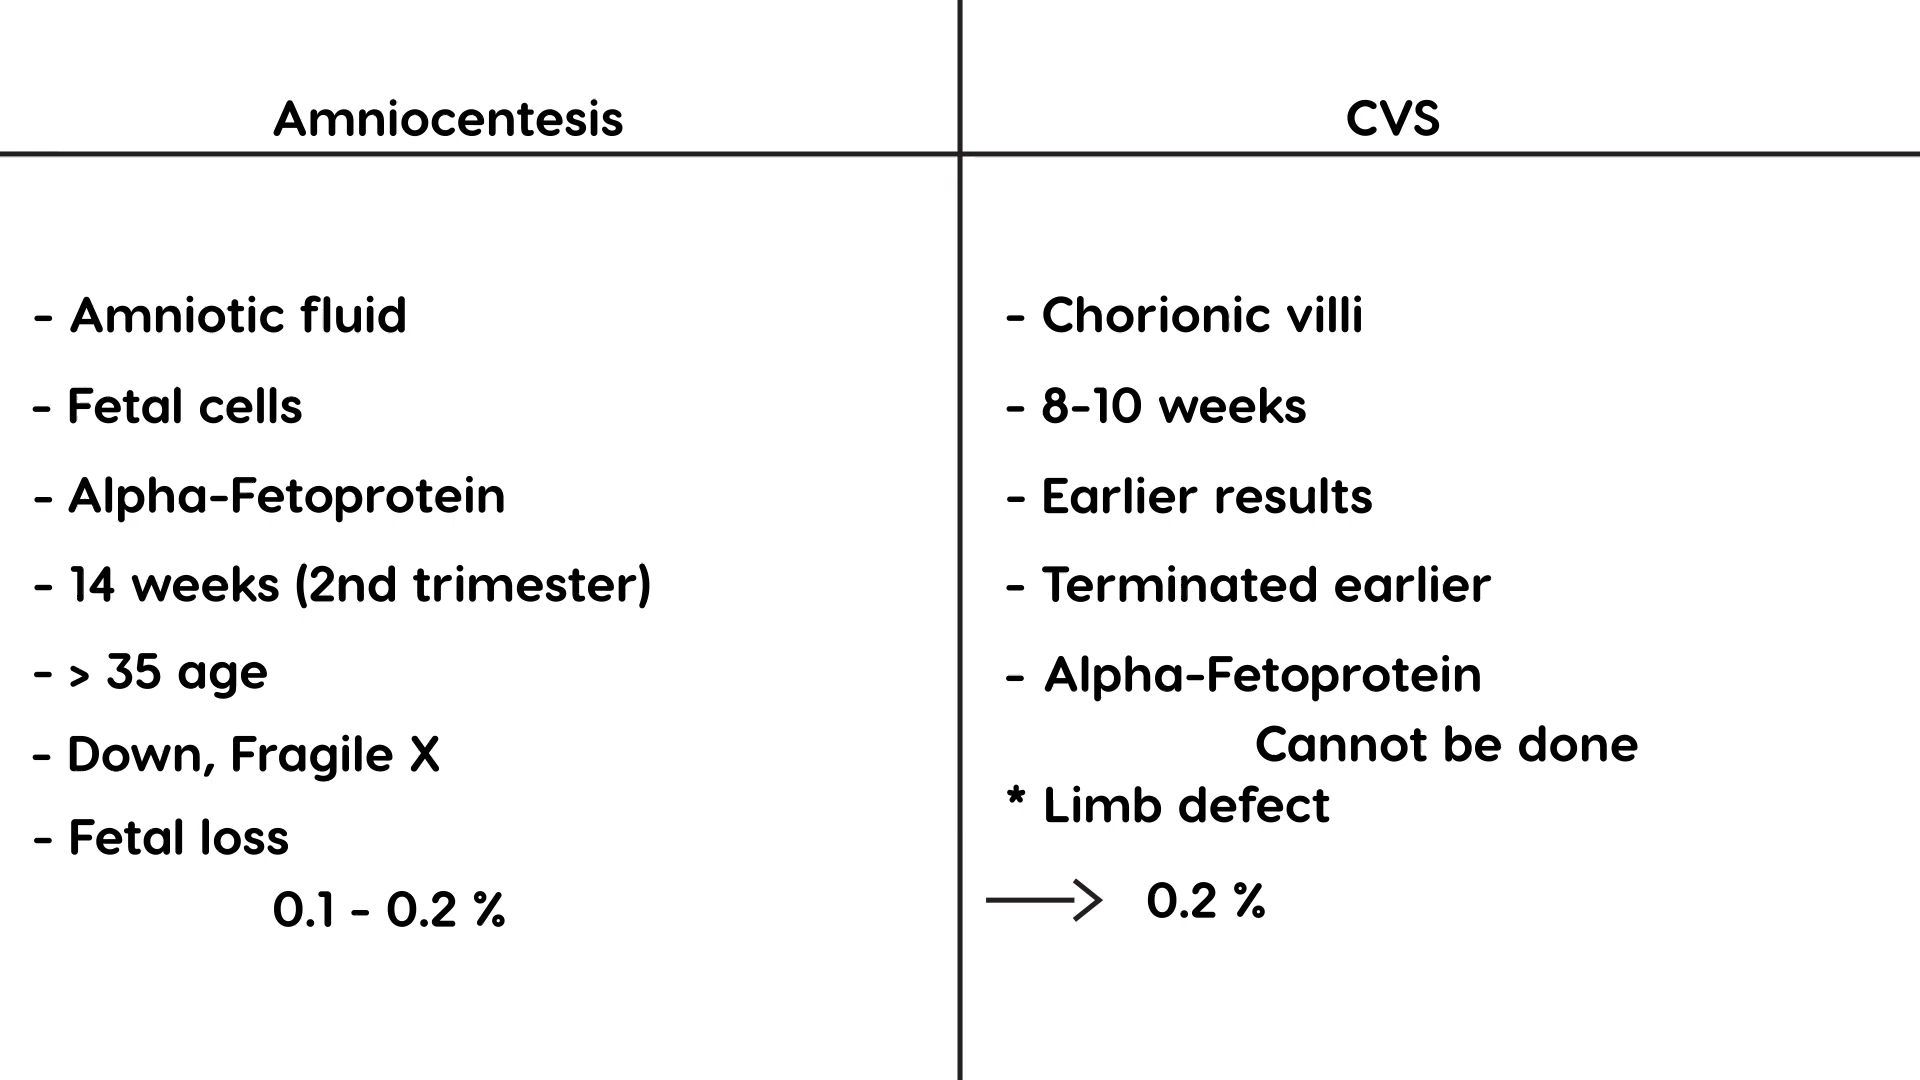 Amniocentesis
- Amniotic fluid
- Fetal cells
- Alpha-Fetoprotein
- 14 weeks (2nd trimester)
- > 35 age
- Down, Fragile X
- Fetal loss
0.1 - 0.2 %
CVS
- Chorionic villi
- 8-10 weeks
- Earlier results
- Terminated earlier
- Alpha-Fetoprotein
Cannot be done
* Limb defect
0.2 %